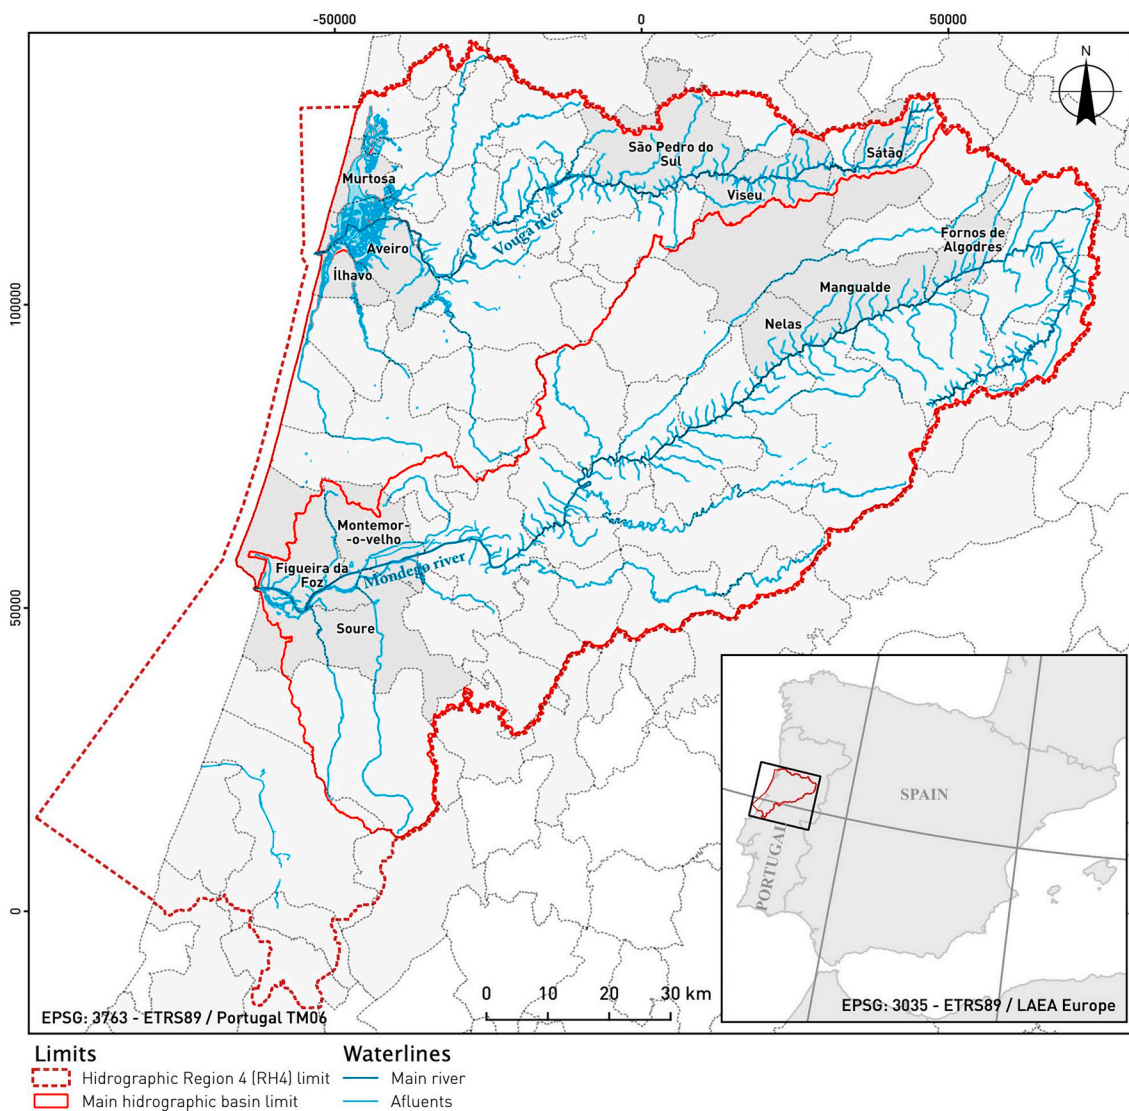 -50000
0
50000
N
São Pedro do
Sul
Sátão
Murtosa
Viseu
Vouga river
Fornos de
Algodres
Aveiro
Ílhavo
Mangualde
100000
Nelas
Montemor-
-o-velho
Figueira da
Foz
Mondego river
50000
Soure
SPAIN
PORTUGAL
0
0 10 20 30 km
EPSG: 3763 - ETRS89 / Portugal TM06
EPSG: 3035 - ETRS89 / LAEA Europe
Limits
Waterlines
Hidrographic Region 4 (RH4) limit
Main river
Main hidrographic basin limit
Afluents